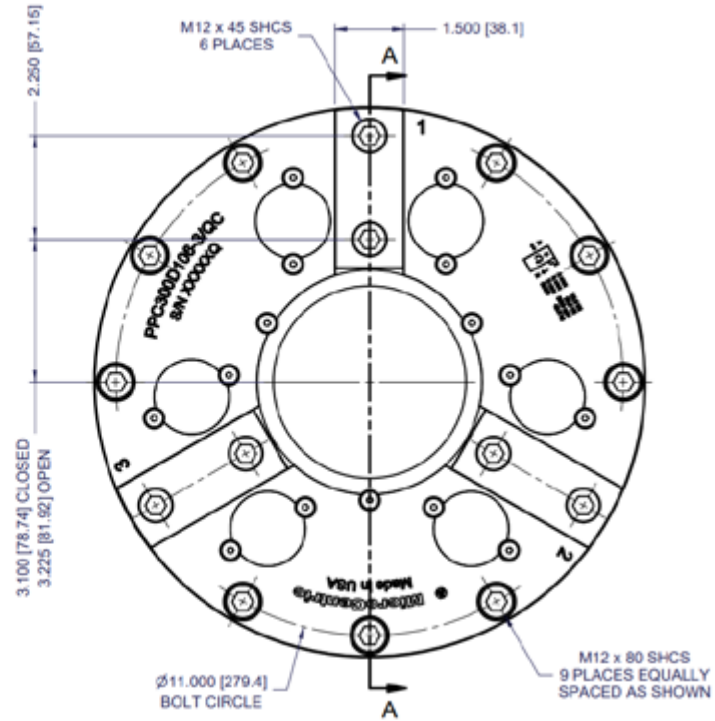 M12 x 45 SHCS
6 PLACES
1.500 [38.1]
A
2.250 [57.15]
1
PPC300D108-3/QC
S/N XXXXXQ
3.100 [78.74] CLOSED
3.225 [81.92] OPEN
3
2
MicroCentric ®
Made in USA
Ø11.000 [279.4]
BOLT CIRCLE
A
M12 x 80 SHCS
9 PLACES EQUALLY
SPACED AS SHOWN